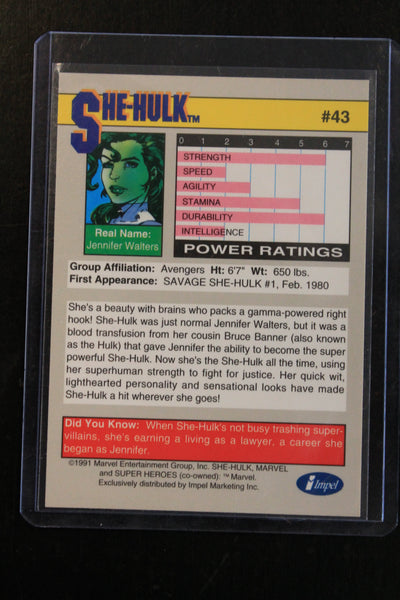 SHE-HULK™
#43
0 1 2 3 4 5 6 7
STRENGTH
SPEED
AGILITY
STAMINA
DURABILITY
INTELLIGENCE
POWER RATINGS
Real Name:
Jennifer Walters
Group Affiliation: Avengers Ht: 6'7" Wt: 650 lbs.
First Appearance: SAVAGE SHE-HULK #1, Feb. 1980
She's a beauty with brains who packs a gamma-powered right
hook! She-Hulk was just normal Jennifer Walters, but it was a
blood transfusion from her cousin Bruce Banner (also known
as the Hulk) that gave Jennifer the ability to become the super
powerful She-Hulk. Now she's the She-Hulk all the time, using
her superhuman strength to fight for justice. Her quick wit,
lighthearted personality and sensational looks have made
She-Hulk a hit wherever she goes!
Did You Know: When She-Hulk's not busy trashing super-
villains, she's earning a living as a lawyer, a career she
began as Jennifer.
©1991 Marvel Entertainment Group, Inc. SHE-HULK, MARVEL
and SUPER HEROES (co-owned): ™ Marvel.
Exclusively distributed by Impel Marketing Inc.
Impel